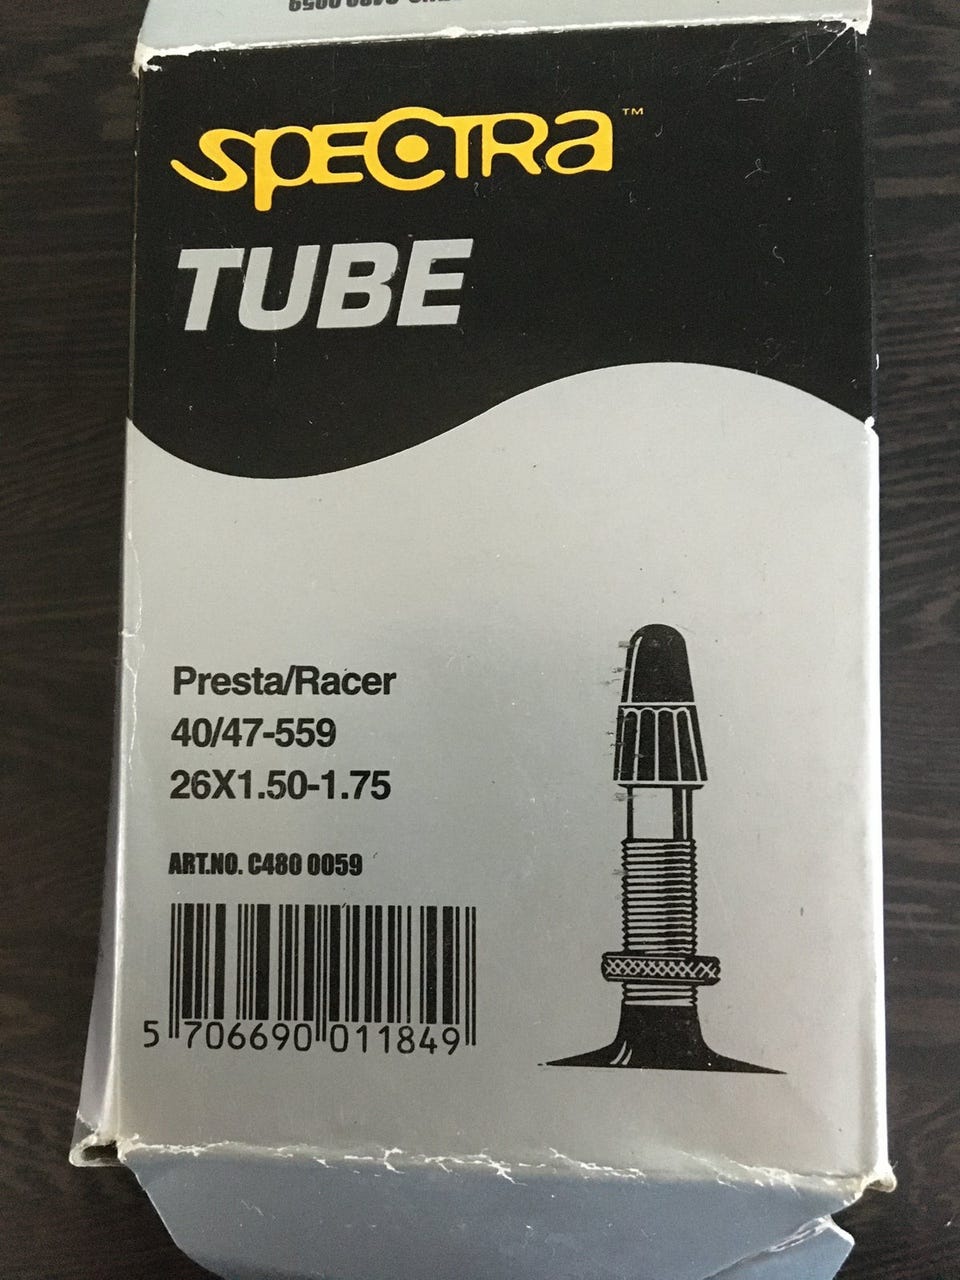 SPECTRA™
TUBE
Presta/Racer
40/47-559
26X1.50-1.75
ART.NO. C480 0059
5 706690 011849